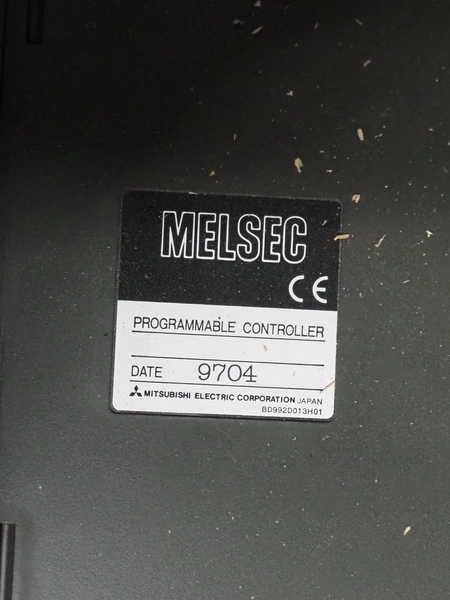 MELSEC
CE
PROGRAMMABLE CONTROLLER
DATE 9704
MITSUBISHI ELECTRIC CORPORATION JAPAN
BD992D013H01